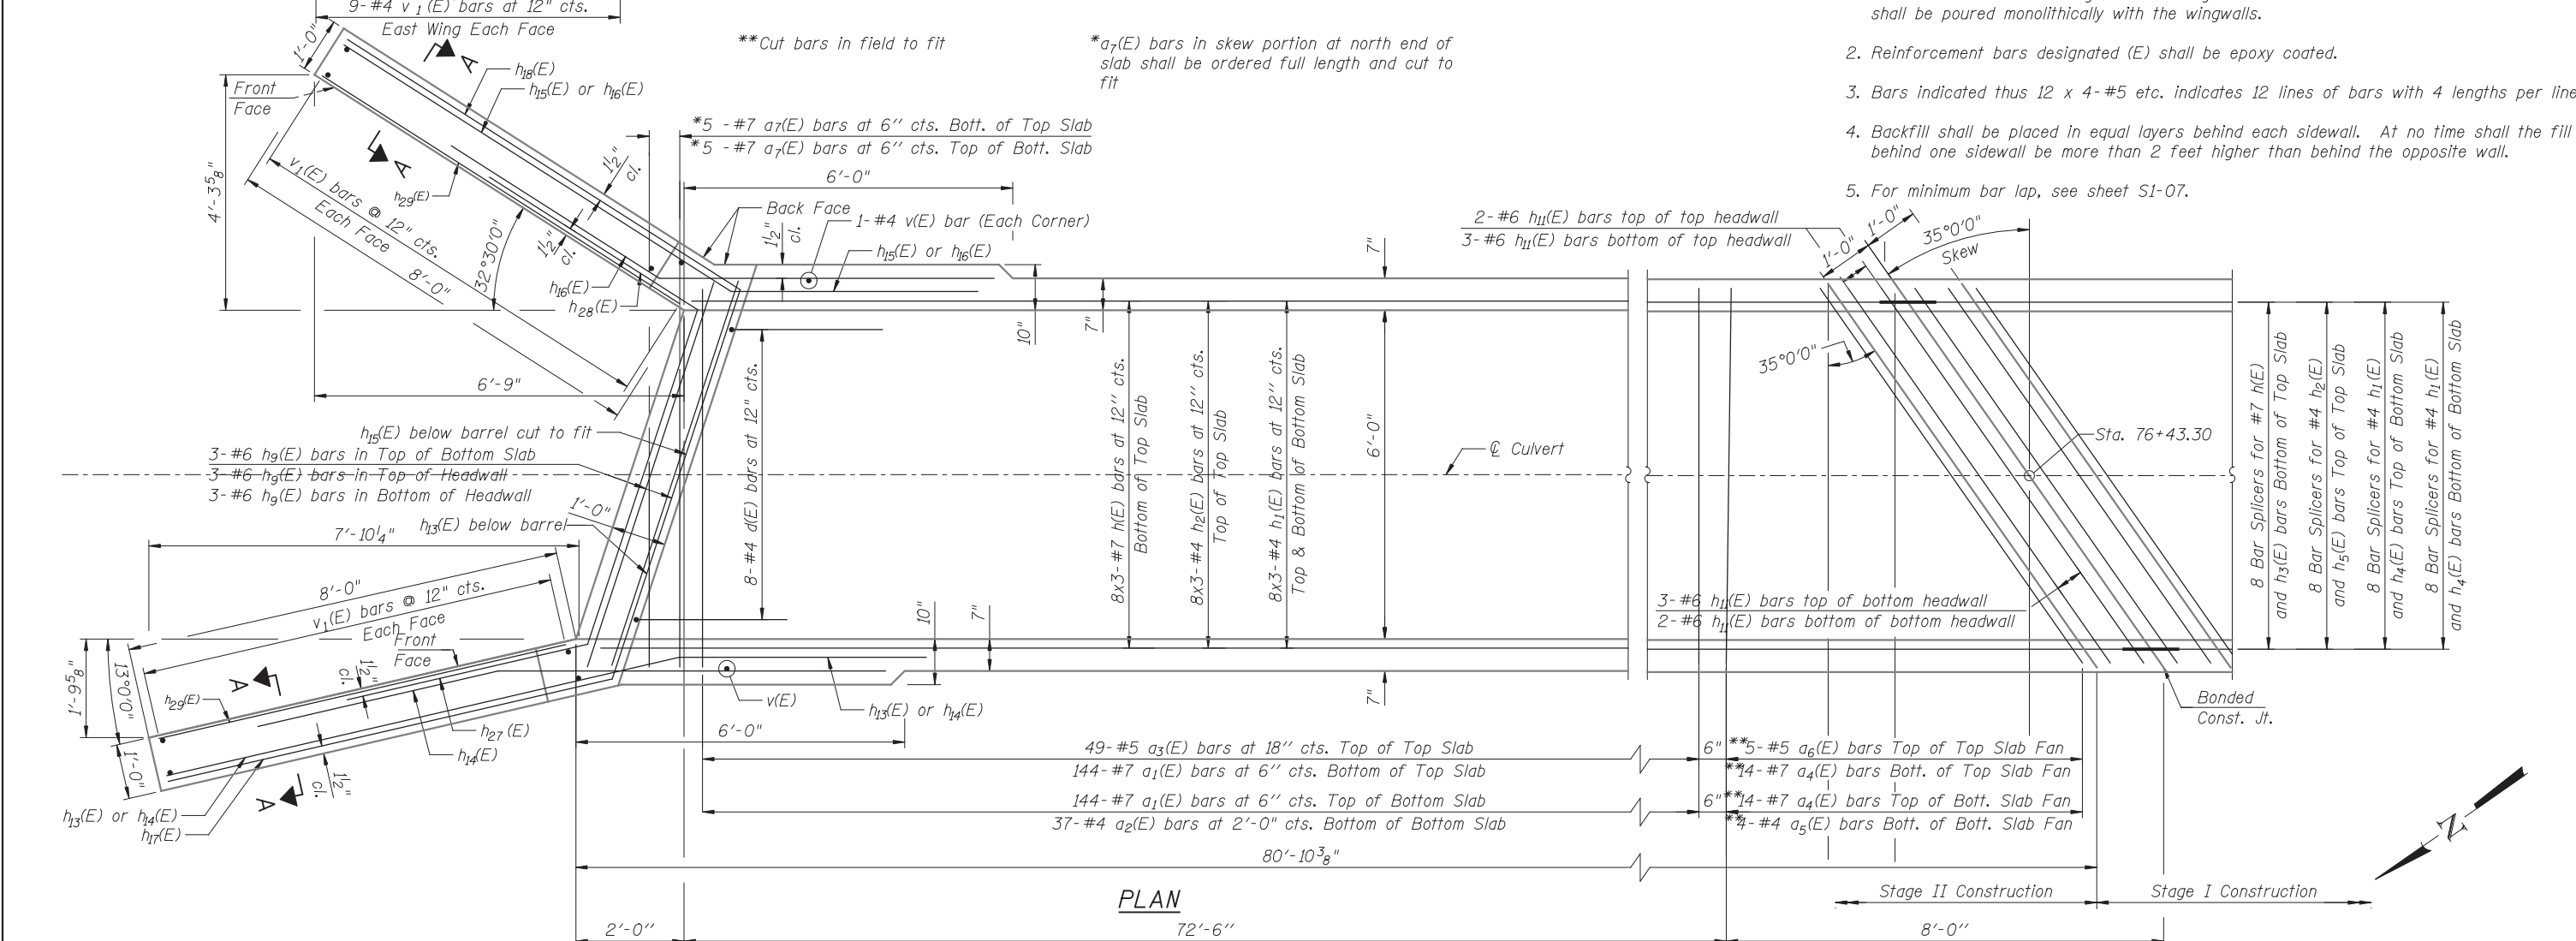 9-#4 v1(E) bars at 12" cts.
East Wing Each Face
**Cut bars in field to fit
*a7(E) bars in skew portion at north end of
slab shall be ordered full length and cut to
fit
shall be poured monolithically with the wingwalls.
2. Reinforcement bars designated (E) shall be epoxy coated.
3. Bars indicated thus 12 x 4-#5 etc. indicates 12 lines of bars with 4 lengths per line
4. Backfill shall be placed in equal layers behind each sidewall. At no time shall the fill
behind one sidewall be more than 2 feet higher than behind the opposite wall.
5. For minimum bar lap, see sheet S1-07.
1'-0"
A
h18(E)
h15(E) or h16(E)
Front
Face
A
*5 -#7 a7(E) bars at 6'' cts. Bott. of Top Slab
*5 -#7 a7(E) bars at 6'' cts. Top of Bott. Slab
1½"
cl.
4'-3⅝"
v1(E) bars @ 12" cts.
Each Face
8'-0"
h29(E)
32°30'0"
1½"
cl.
h16(E)
h28(E)
6'-9"
6'-0"
Back Face
1-#4 v(E) bar (Each Corner)
1½"
cl.
h15(E) or h16(E)
10"
7"
7"
2-#6 h11(E) bars top of top headwall
3-#6 h11(E) bars bottom of top headwall
1'-0"
1'-0"
35°0'0"
Skew
35°0'0"
h15(E) below barrel cut to fit
3-#6 h9(E) bars in Top of Bottom Slab
3-#6 h9(E) bars in Top of Headwall
3-#6 h9(E) bars in Bottom of Headwall
1'-0"
h13(E) below barrel
8-#4 d(E) bars at 12" cts.
8x3-#7 h(E) bars at 12'' cts.
Bottom of Top Slab
8x3-#4 h2(E) bars at 12'' cts.
Top of Top Slab
8x3-#4 h1(E) bars at 12'' cts.
Top & Bottom of Bottom Slab
6'-0"
℄ Culvert
Sta. 76+43.30
8 Bar Splicers for #7 h(E)
and h3(E) bars Bottom of Top Slab
8 Bar Splicers for #4 h2(E)
and h5(E) bars Top of Top Slab
8 Bar Splicers for #4 h1(E)
and h4(E) bars Top of Bottom Slab
8 Bar Splicers for #4 h1(E)
and h4(E) bars Bottom of Bottom Slab
7'-10¼"
8'-0"
v1(E) bars @ 12" cts.
Each Face
Front
Face
1'-9⅝"
13°0'0"
1'-0"
h29(E)
A
1½"
cl.
h27(E)
h14(E)
1½"
cl.
A
h13(E) or h14(E)
h17(E)
10"
7"
v(E)
h13(E) or h14(E)
6'-0"
7"
3-#6 h11(E) bars top of bottom headwall
2-#6 h11(E) bars bottom of bottom headwall
Bonded
Const. Jt.
49-#5 a3(E) bars at 18'' cts. Top of Top Slab
144-#7 a1(E) bars at 6'' cts. Bottom of Top Slab
6"
**5-#5 a6(E) bars Top of Top Slab Fan
**14-#7 a4(E) bars Bott. of Top Slab Fan
144-#7 a1(E) bars at 6'' cts. Top of Bottom Slab
37-#4 a2(E) bars at 2'-0" cts. Bottom of Bottom Slab
6"
**14-#7 a4(E) bars Top of Bott. Slab Fan
**4-#4 a5(E) bars Bott. of Bott. Slab Fan
80'-10⅜"
PLAN
Stage II Construction
Stage I Construction
N
2'-0''
72'-6''
8'-0''